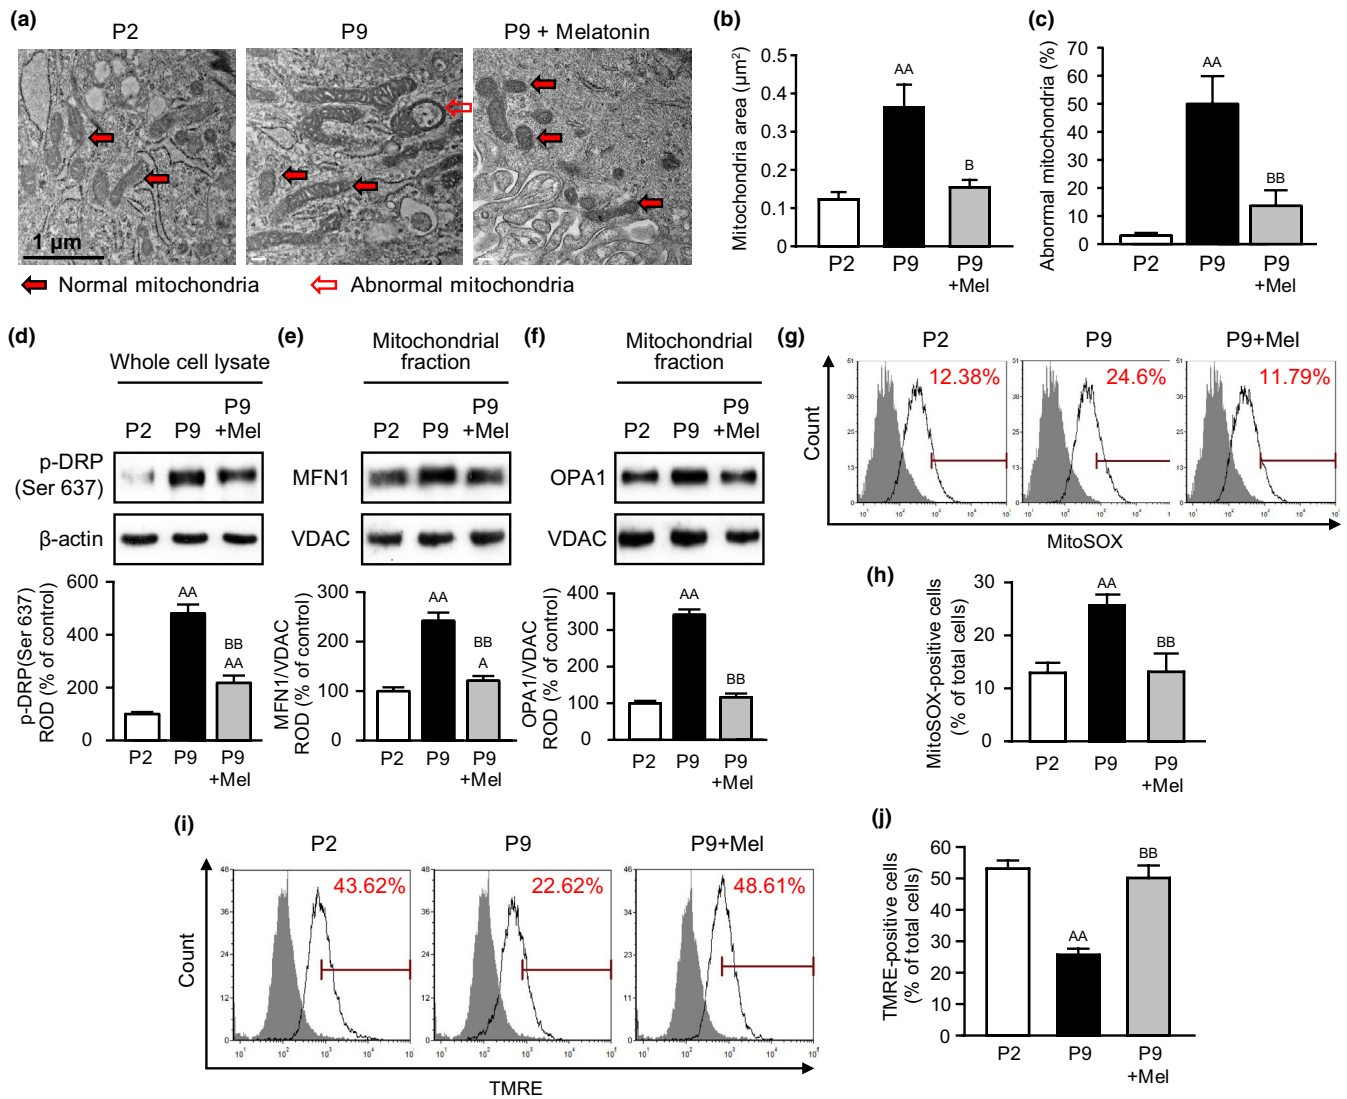 (a)
P2
P9
P9 + Melatonin
1 µm
Normal mitochondria
Abnormal mitochondria
(b)
Mitochondria area (µm²)
0.5
0.4
0.3
0.2
0.1
0
AA
B
P2
P9
P9
+Mel
(c)
Abnormal mitochondria (%)
70
60
50
40
30
20
10
0
AA
BB
P2
P9
P9
+Mel
(d)
Whole cell lysate
P2
P9
P9
+Mel
p-DRP
(Ser 637)
β-actin
p-DRP(Ser 637)
ROD (% of control)
600
400
200
0
AA
BB
AA
P2
P9
P9
+Mel
(e)
Mitochondrial
fraction
P2
P9
P9
+Mel
MFN1
VDAC
MFN1/VDAC
ROD (% of control)
300
200
100
0
AA
BB
A
P2
P9
P9
+Mel
(f)
Mitochondrial
fraction
P2
P9
P9
+Mel
OPA1
VDAC
OPA1/VDAC
ROD (% of control)
400
300
200
100
0
AA
BB
P2
P9
P9
+Mel
(g)
P2
P9
P9+Mel
12.38%
24.6%
11.79%
Count
MitoSOX
(h)
MitoSOX-positive cells
(% of total cells)
30
20
10
0
AA
BB
P2
P9
P9
+Mel
(i)
P2
P9
P9+Mel
43.62%
22.62%
48.61%
Count
TMRE
(j)
TMRE-positive cells
(% of total cells)
60
50
40
30
20
10
0
AA
BB
P2
P9
P9
+Mel